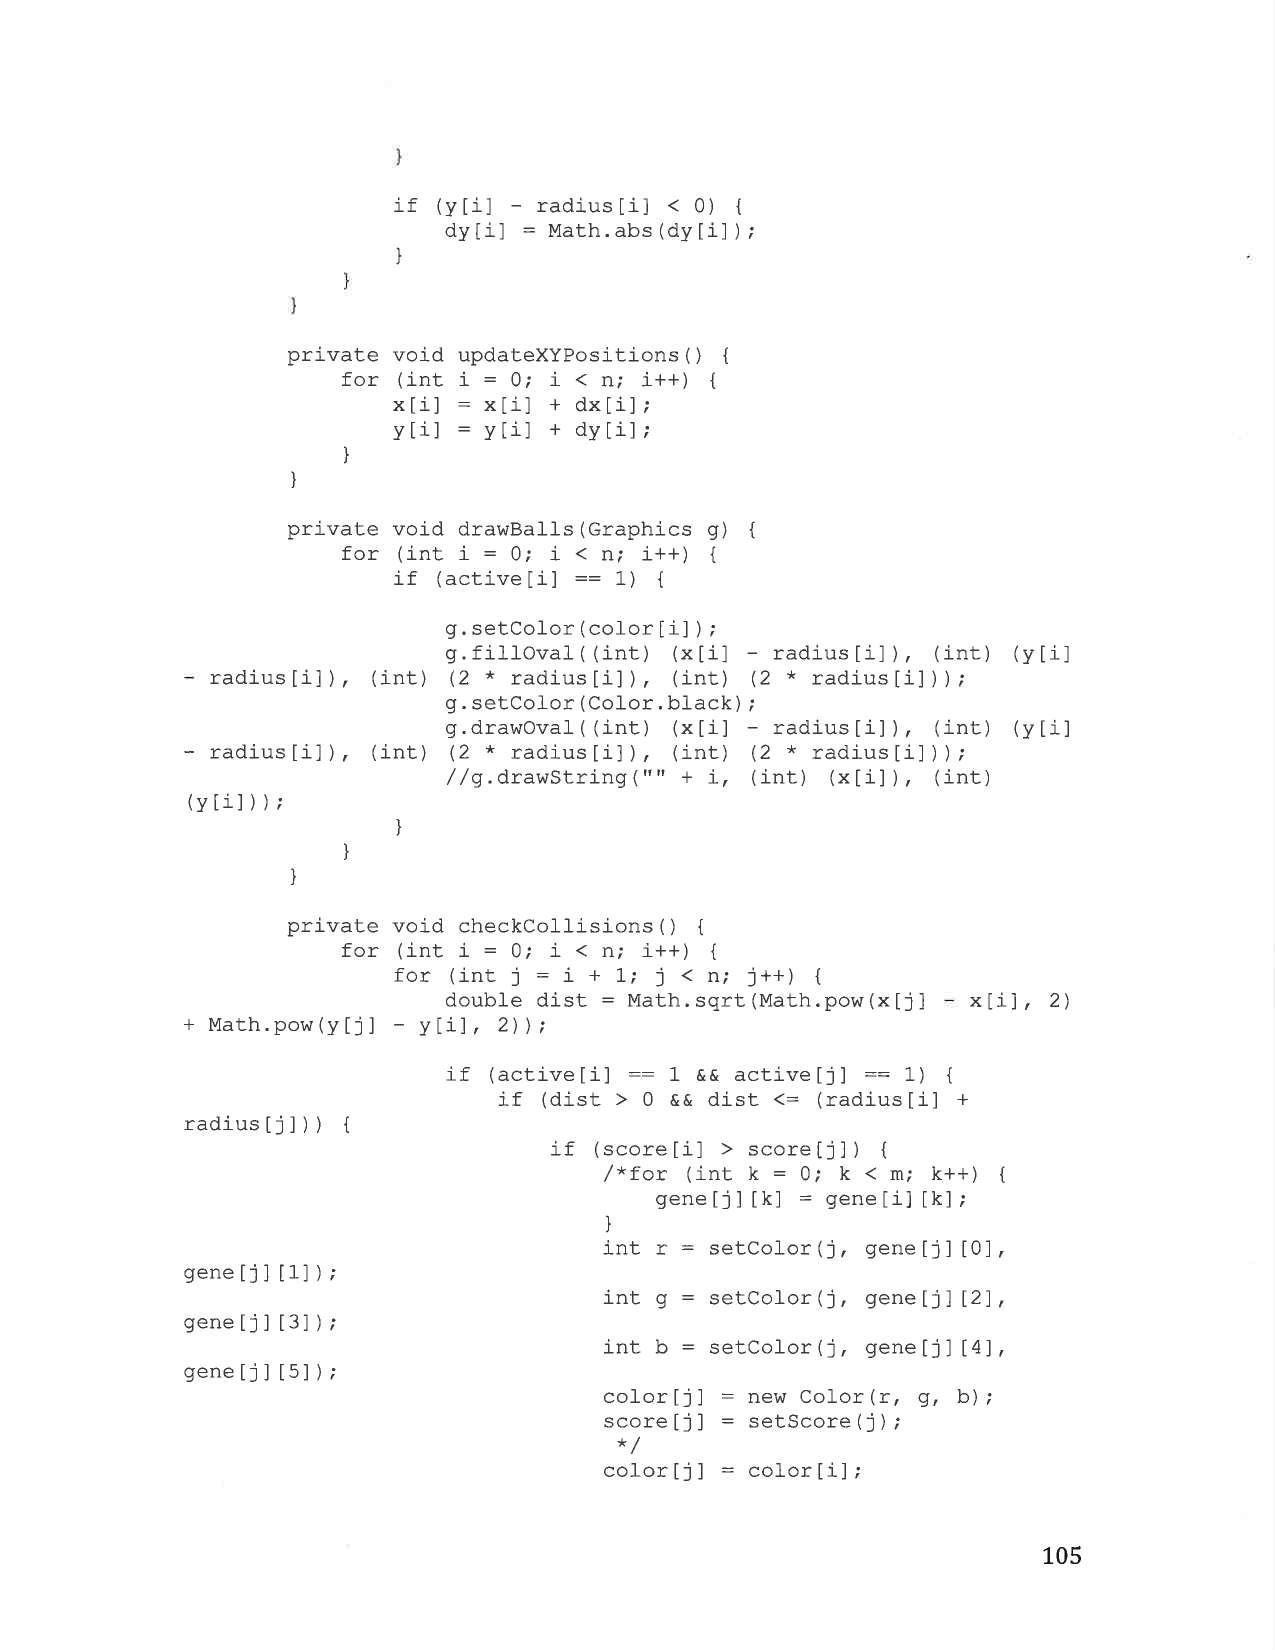 }
if (y[i] - radius[i] < 0) {
dy[i] = Math.abs(dy[i]);
}
}
}
private void updateXYPositions() {
for (int i = 0; i < n; i++) {
x[i] = x[i] + dx[i];
y[i] = y[i] + dy[i];
}
}
private void drawBalls(Graphics g) {
for (int i = 0; i < n; i++) {
if (active[i] == 1) {
g.setColor(color[i]);
g.fillOval((int) (x[i] - radius[i]), (int) (y[i]
- radius[i]), (int) (2 * radius[i]), (int) (2 * radius[i]));
g.setColor(Color.black);
g.drawOval((int) (x[i] - radius[i]), (int) (y[i]
- radius[i]), (int) (2 * radius[i]), (int) (2 * radius[i]));
//g.drawString("" + i, (int) (x[i]), (int)
(y[i]));
}
}
}
private void checkCollisions() {
for (int i = 0; i < n; i++) {
for (int j = i + 1; j < n; j++) {
double dist = Math.sqrt(Math.pow(x[j] - x[i], 2)
+ Math.pow(y[j] - y[i], 2));
if (active[i] == 1 && active[j] == 1) {
if (dist > 0 && dist <= (radius[i] +
radius[j])) {
if (score[i] > score[j]) {
/*for (int k = 0; k < m; k++) {
gene[j][k] = gene[i][k];
}
int r = setColor(j, gene[j][0],
gene[j][1]);
int g = setColor(j, gene[j][2],
gene[j][3]);
int b = setColor(j, gene[j][4],
gene[j][5]);
color[j] = new Color(r, g, b);
score[j] = setScore(j);
*/
color[j] = color[i];
105